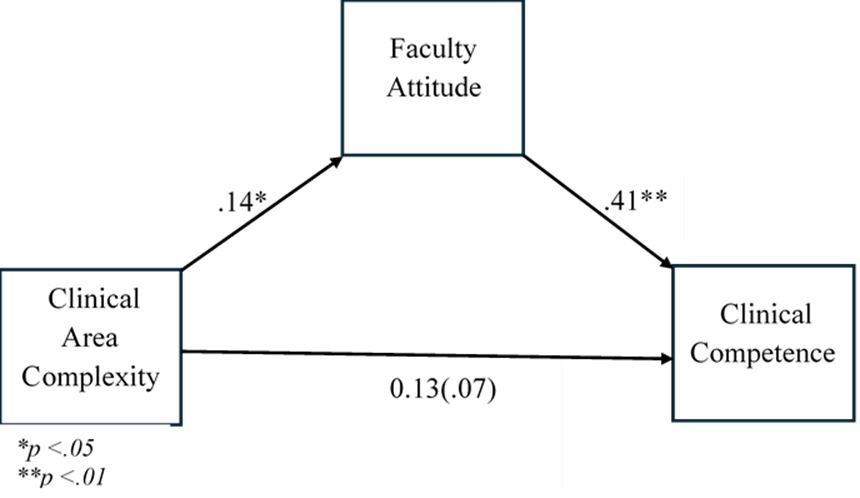 Faculty
Attitude
.14*
.41**
Clinical
Area
Complexity
Clinical
Competence
0.13(.07)
*p <.05
**p <.01